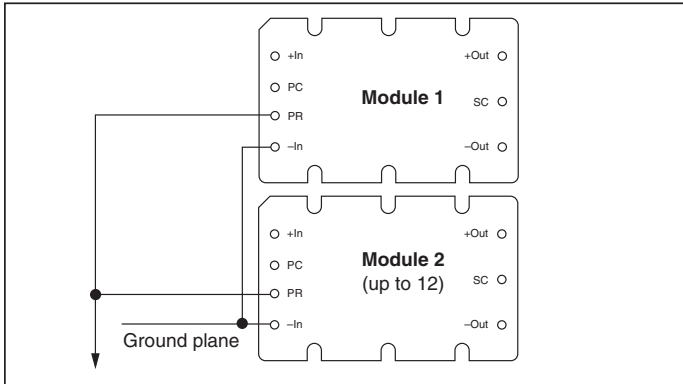 +In +Out
PC
Module 1
SC
PR
–In –Out
+In +Out
PC
Module 2
(up to 12)
SC
PR
–In –Out
Ground plane